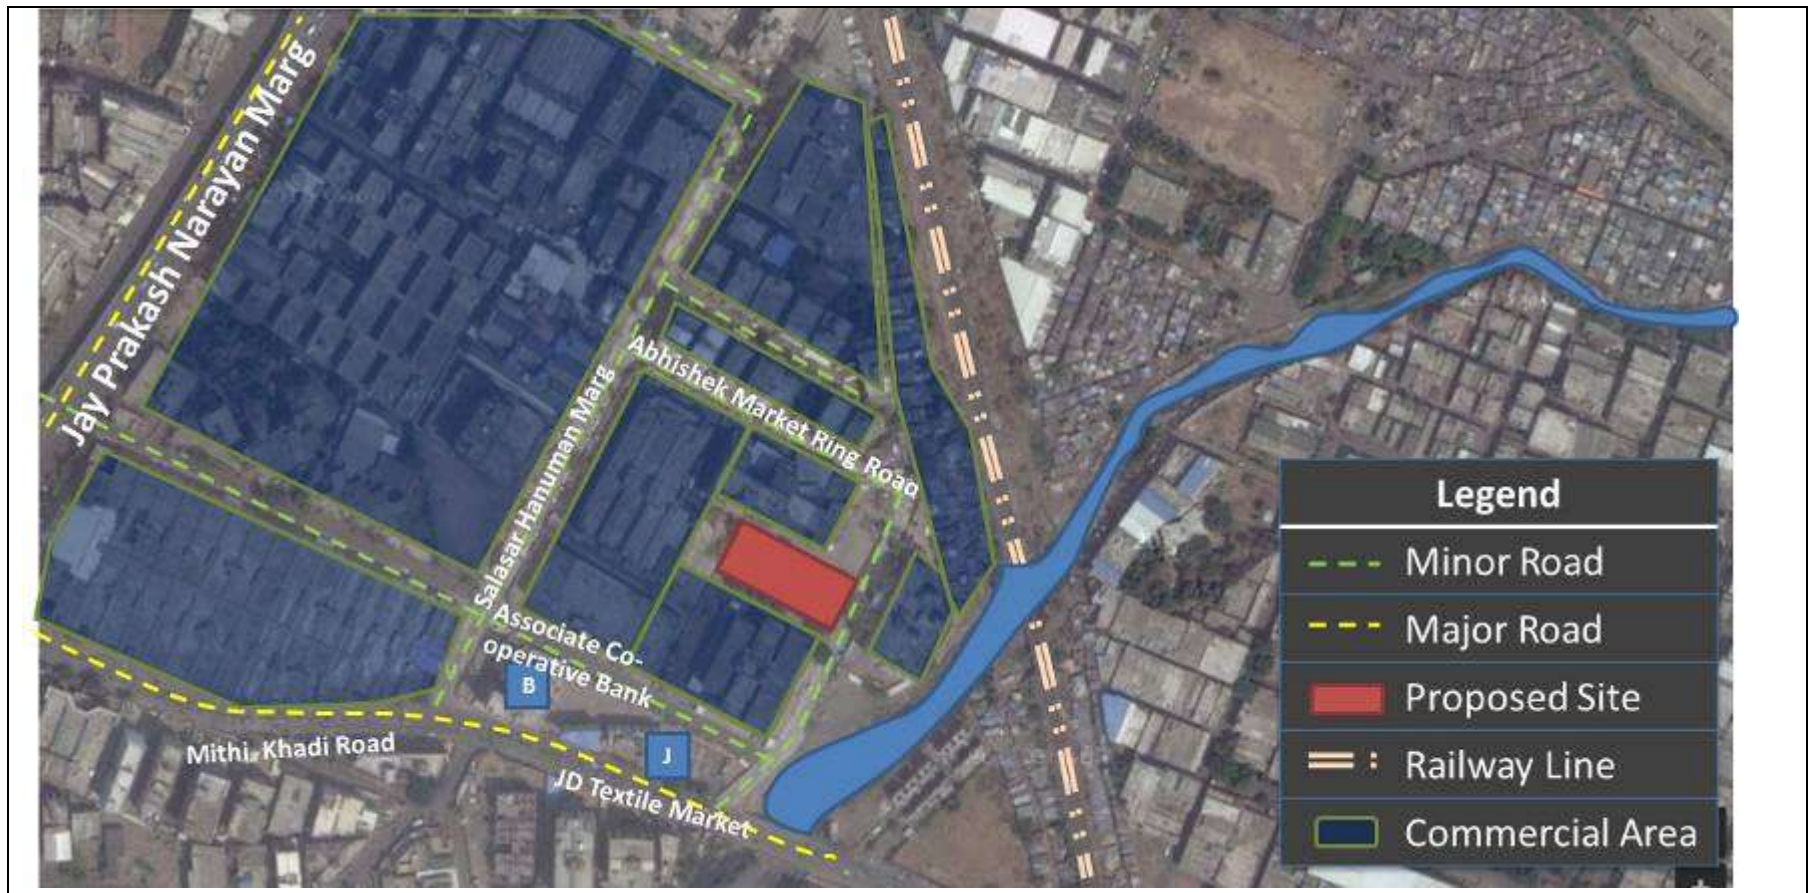 Jay Prakash Narayan Marg
Abhishek Market Ring Road
Salasar Hanuman Marg
Associate Co-
operative Bank
B
J
Mithi Khadi Road
JD Textile Market
Legend
Minor Road
Major Road
Proposed Site
Railway Line
Commercial Area